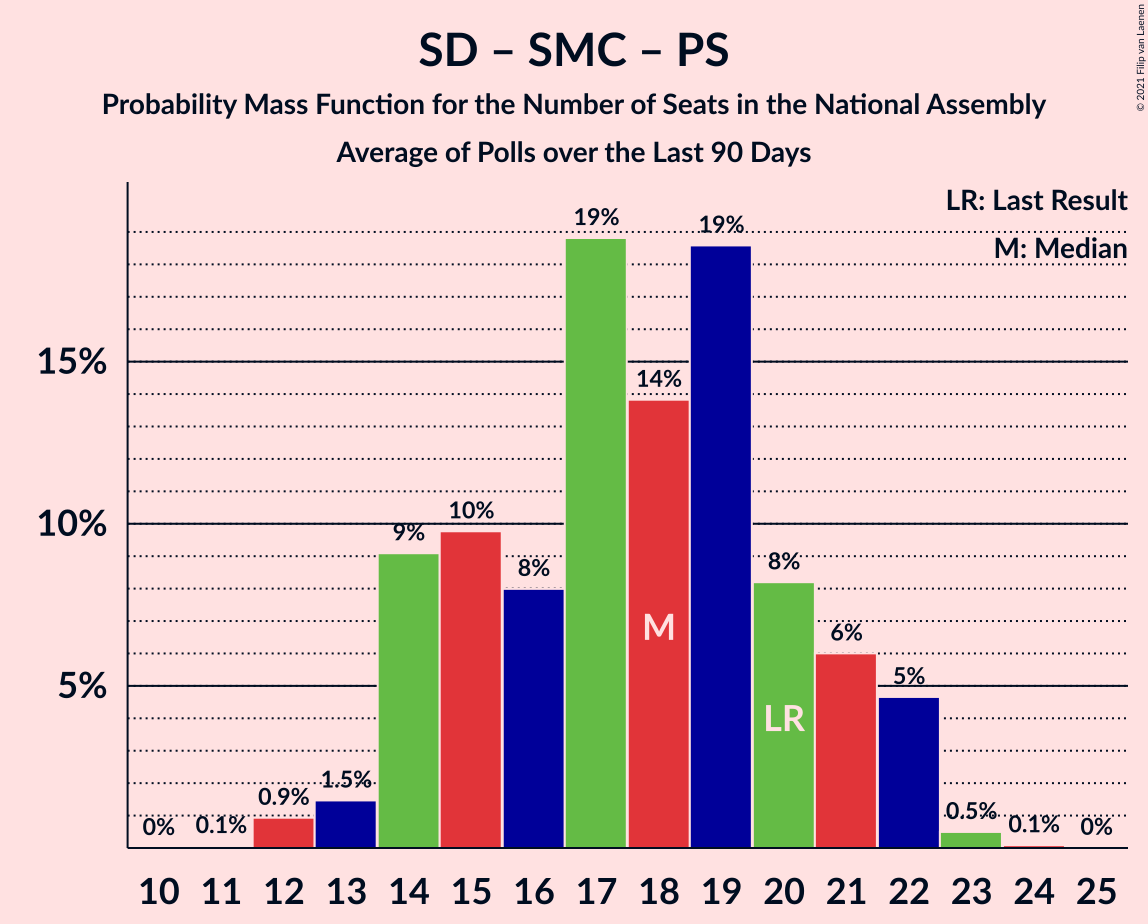 SD – SMC – PS
Probability Mass Function for the Number of Seats in the National Assembly
Average of Polls over the Last 90 Days
© 2021 Filip van Laenen
LR: Last Result
M: Median
15%
10%
5%
0%
0.1%
0.9%
1.5%
9%
10%
8%
19%
14%
19%
8%
6%
5%
0.5%
0.1%
0%
M
LR
10 11 12 13 14 15 16 17 18 19 20 21 22 23 24 25